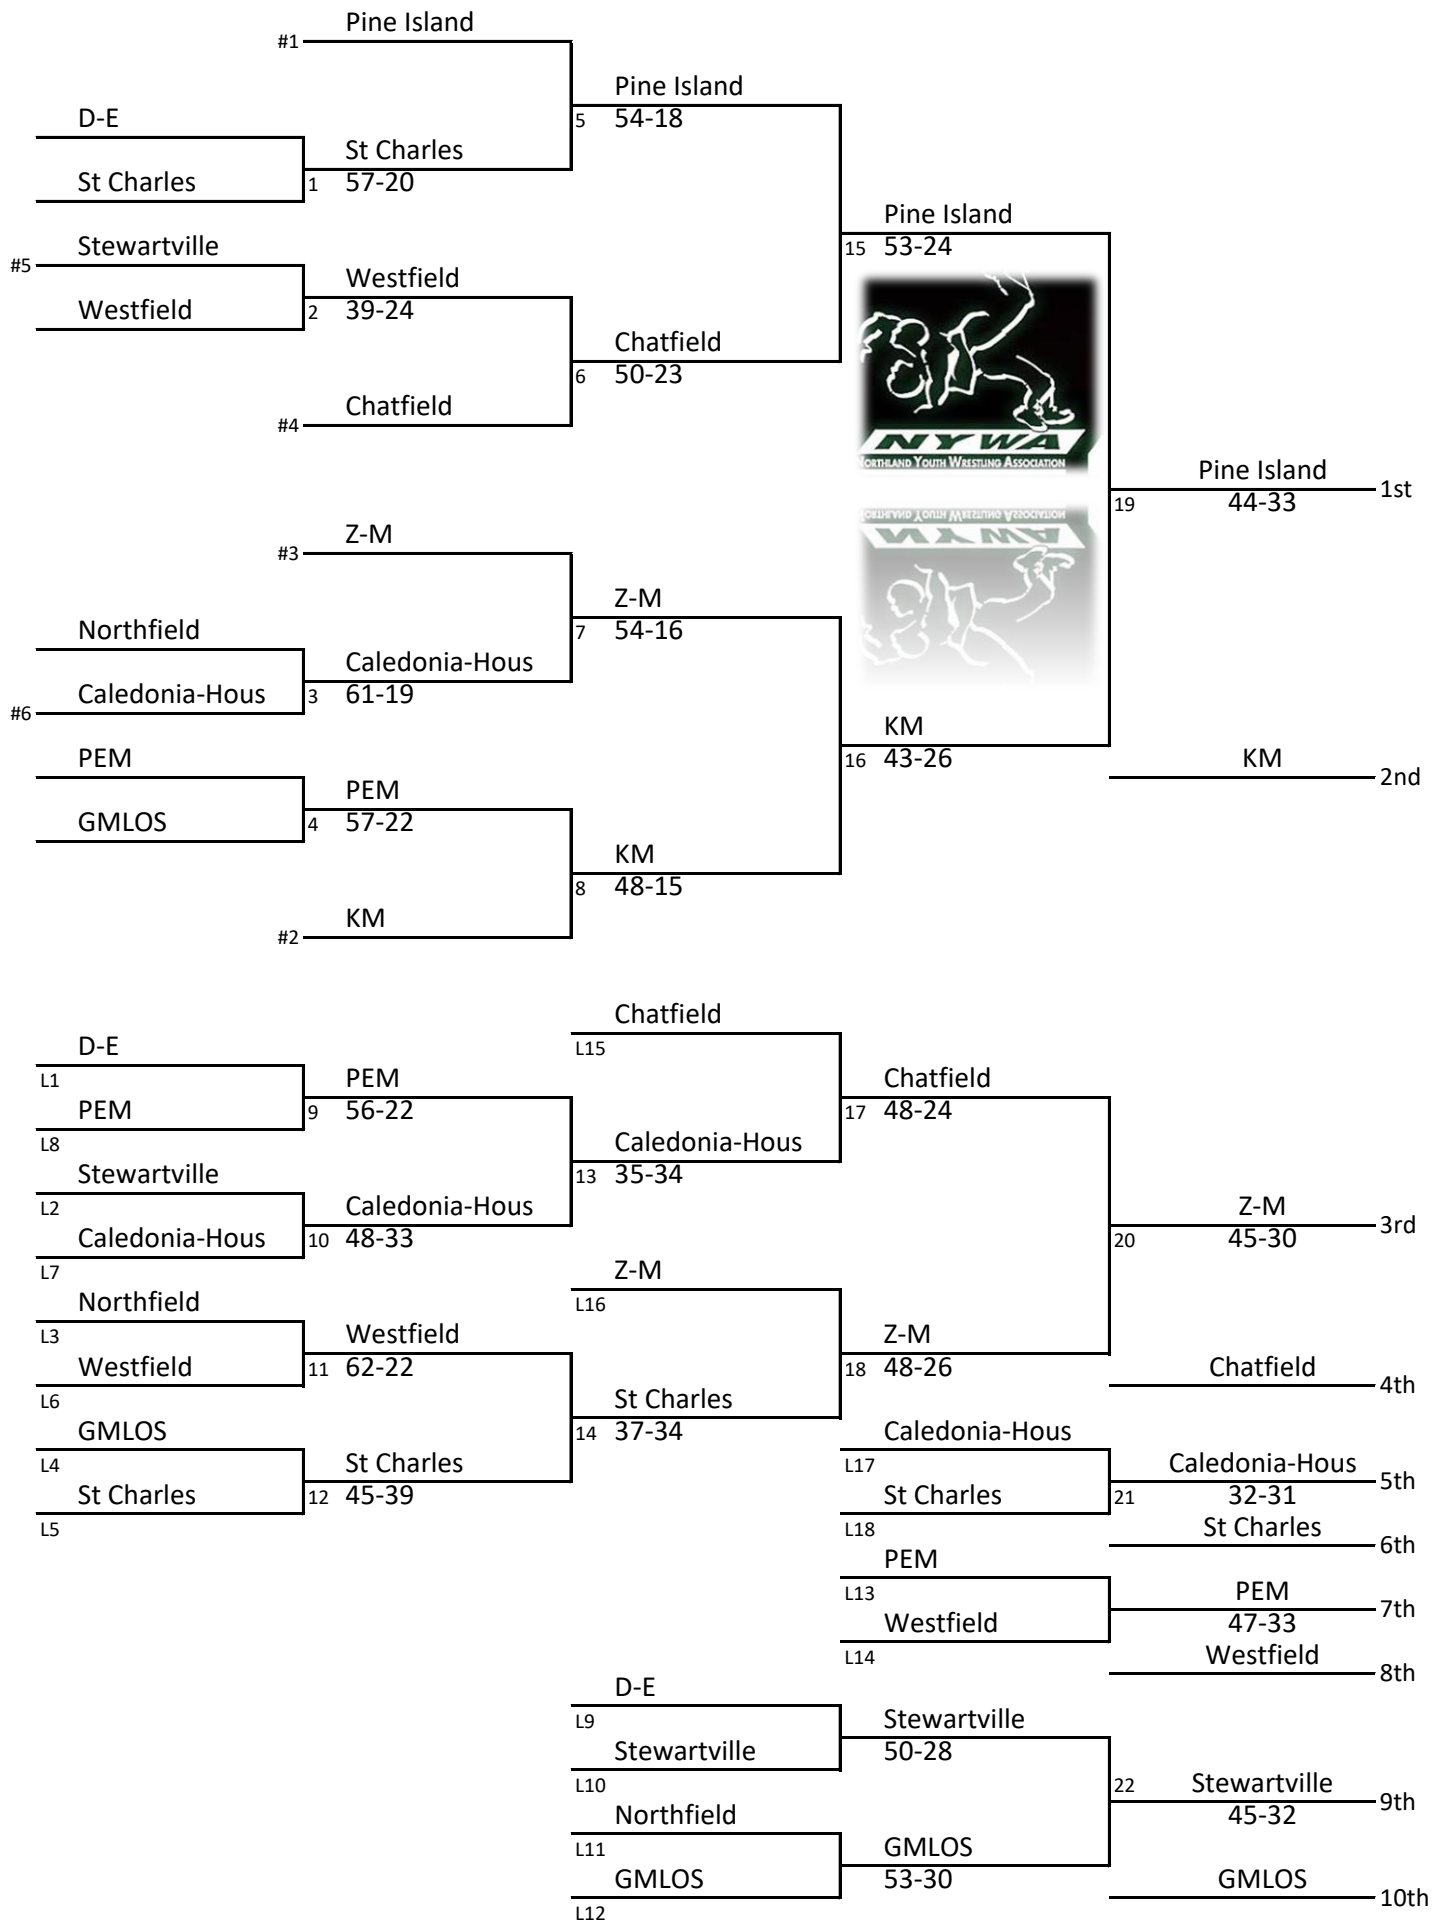 Pine Island
#1
Pine Island
D-E
5 54-18
St Charles
St Charles
1 57-20
Pine Island
Stewartville
15 53-24
#5
Westfield
Westfield
2 39-24
Chatfield
6 50-23
Chatfield
#4
NYWA
NORTHLAND YOUTH WRESTLING ASSOCIATION
Pine Island
1st
19 44-33
Z-M
#3
Z-M
Northfield
7 54-16
Caledonia-Hous
Caledonia-Hous
3 61-19
#6
KM
PEM
16 43-26
KM
2nd
PEM
GMLOS
4 57-22
KM
8 48-15
KM
#2
Chatfield
D-E
L15
L1
PEM
Chatfield
PEM
9 56-22
17 48-24
L8
Caledonia-Hous
Stewartville
13 35-34
L2
Caledonia-Hous
Z-M
3rd
Caledonia-Hous
10 48-33
20 45-30
L7
Z-M
Northfield
L16
L3
Westfield
Z-M
Westfield
11 62-22
18 48-26
Chatfield
4th
L6
St Charles
GMLOS
14 37-34
Caledonia-Hous
L4
St Charles
L17
Caledonia-Hous
5th
St Charles
12 45-39
St Charles
21 32-31
L5
L18
St Charles
6th
PEM
L13
PEM
7th
Westfield
47-33
L14
Westfield
8th
D-E
L9
Stewartville
Stewartville
50-28
L10
22
Stewartville
9th
Northfield
45-32
L11
GMLOS
GMLOS
53-30
GMLOS
10th
L12